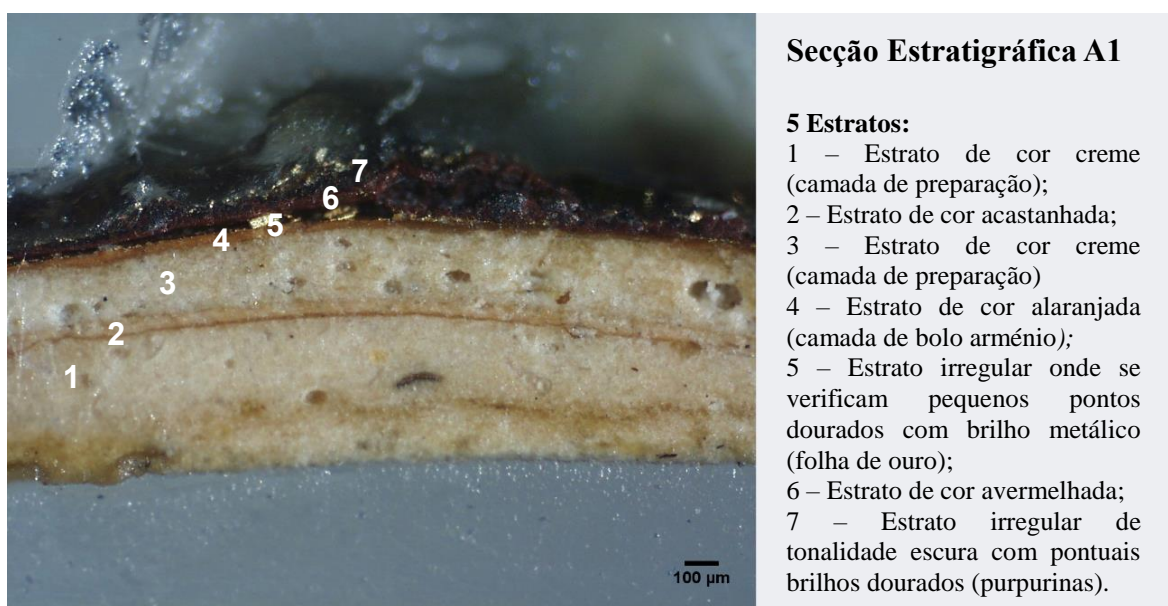 7
6
5
4
3
2
1
100 µm
Secção Estratigráfica A1
5 Estratos:
1 – Estrato de cor creme
(camada de preparação);
2 – Estrato de cor acastanhada;
3 – Estrato de cor creme
(camada de preparação)
4 – Estrato de cor alaranjada
(camada de bolo arménio);
5 – Estrato irregular onde se
verificam pequenos pontos
dourados com brilho metálico
(folha de ouro);
6 – Estrato de cor avermelhada;
7 – Estrato irregular de
tonalidade escura com pontuais
brilhos dourados (purpurinas).